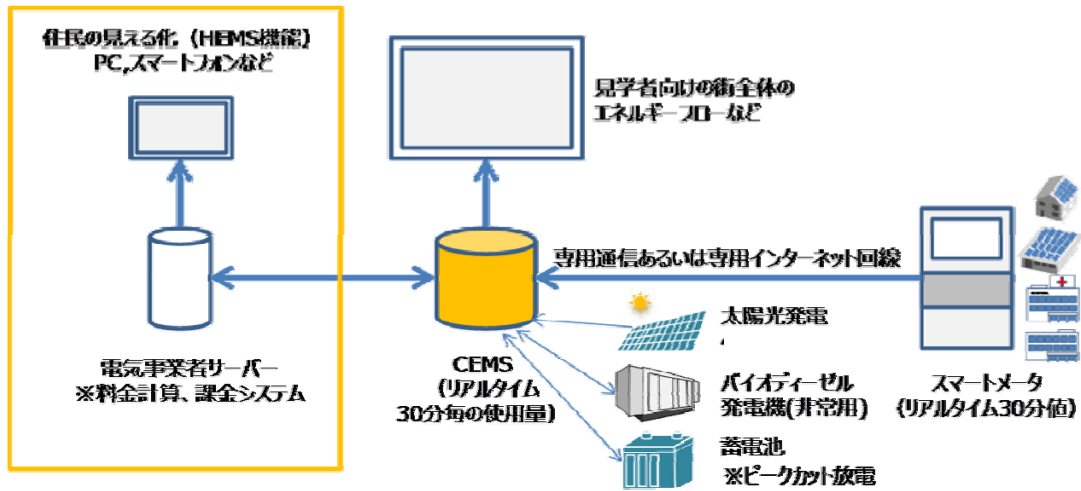 住民の見える化（HEMS機能）
PC,スマートフォンなど
見学者向けの街全体の
エネルギーフローなど
専用通信あるいは専用インターネット回線
太陽光発電
電気事業者サーバー
※料金計算、課金システム
CEMS
（リアルタイム
30分毎の使用量）
バイオディーゼル
発電機(非常用)
スマートメータ
（リアルタイム30分値）
蓄電池
※ピークカット放電